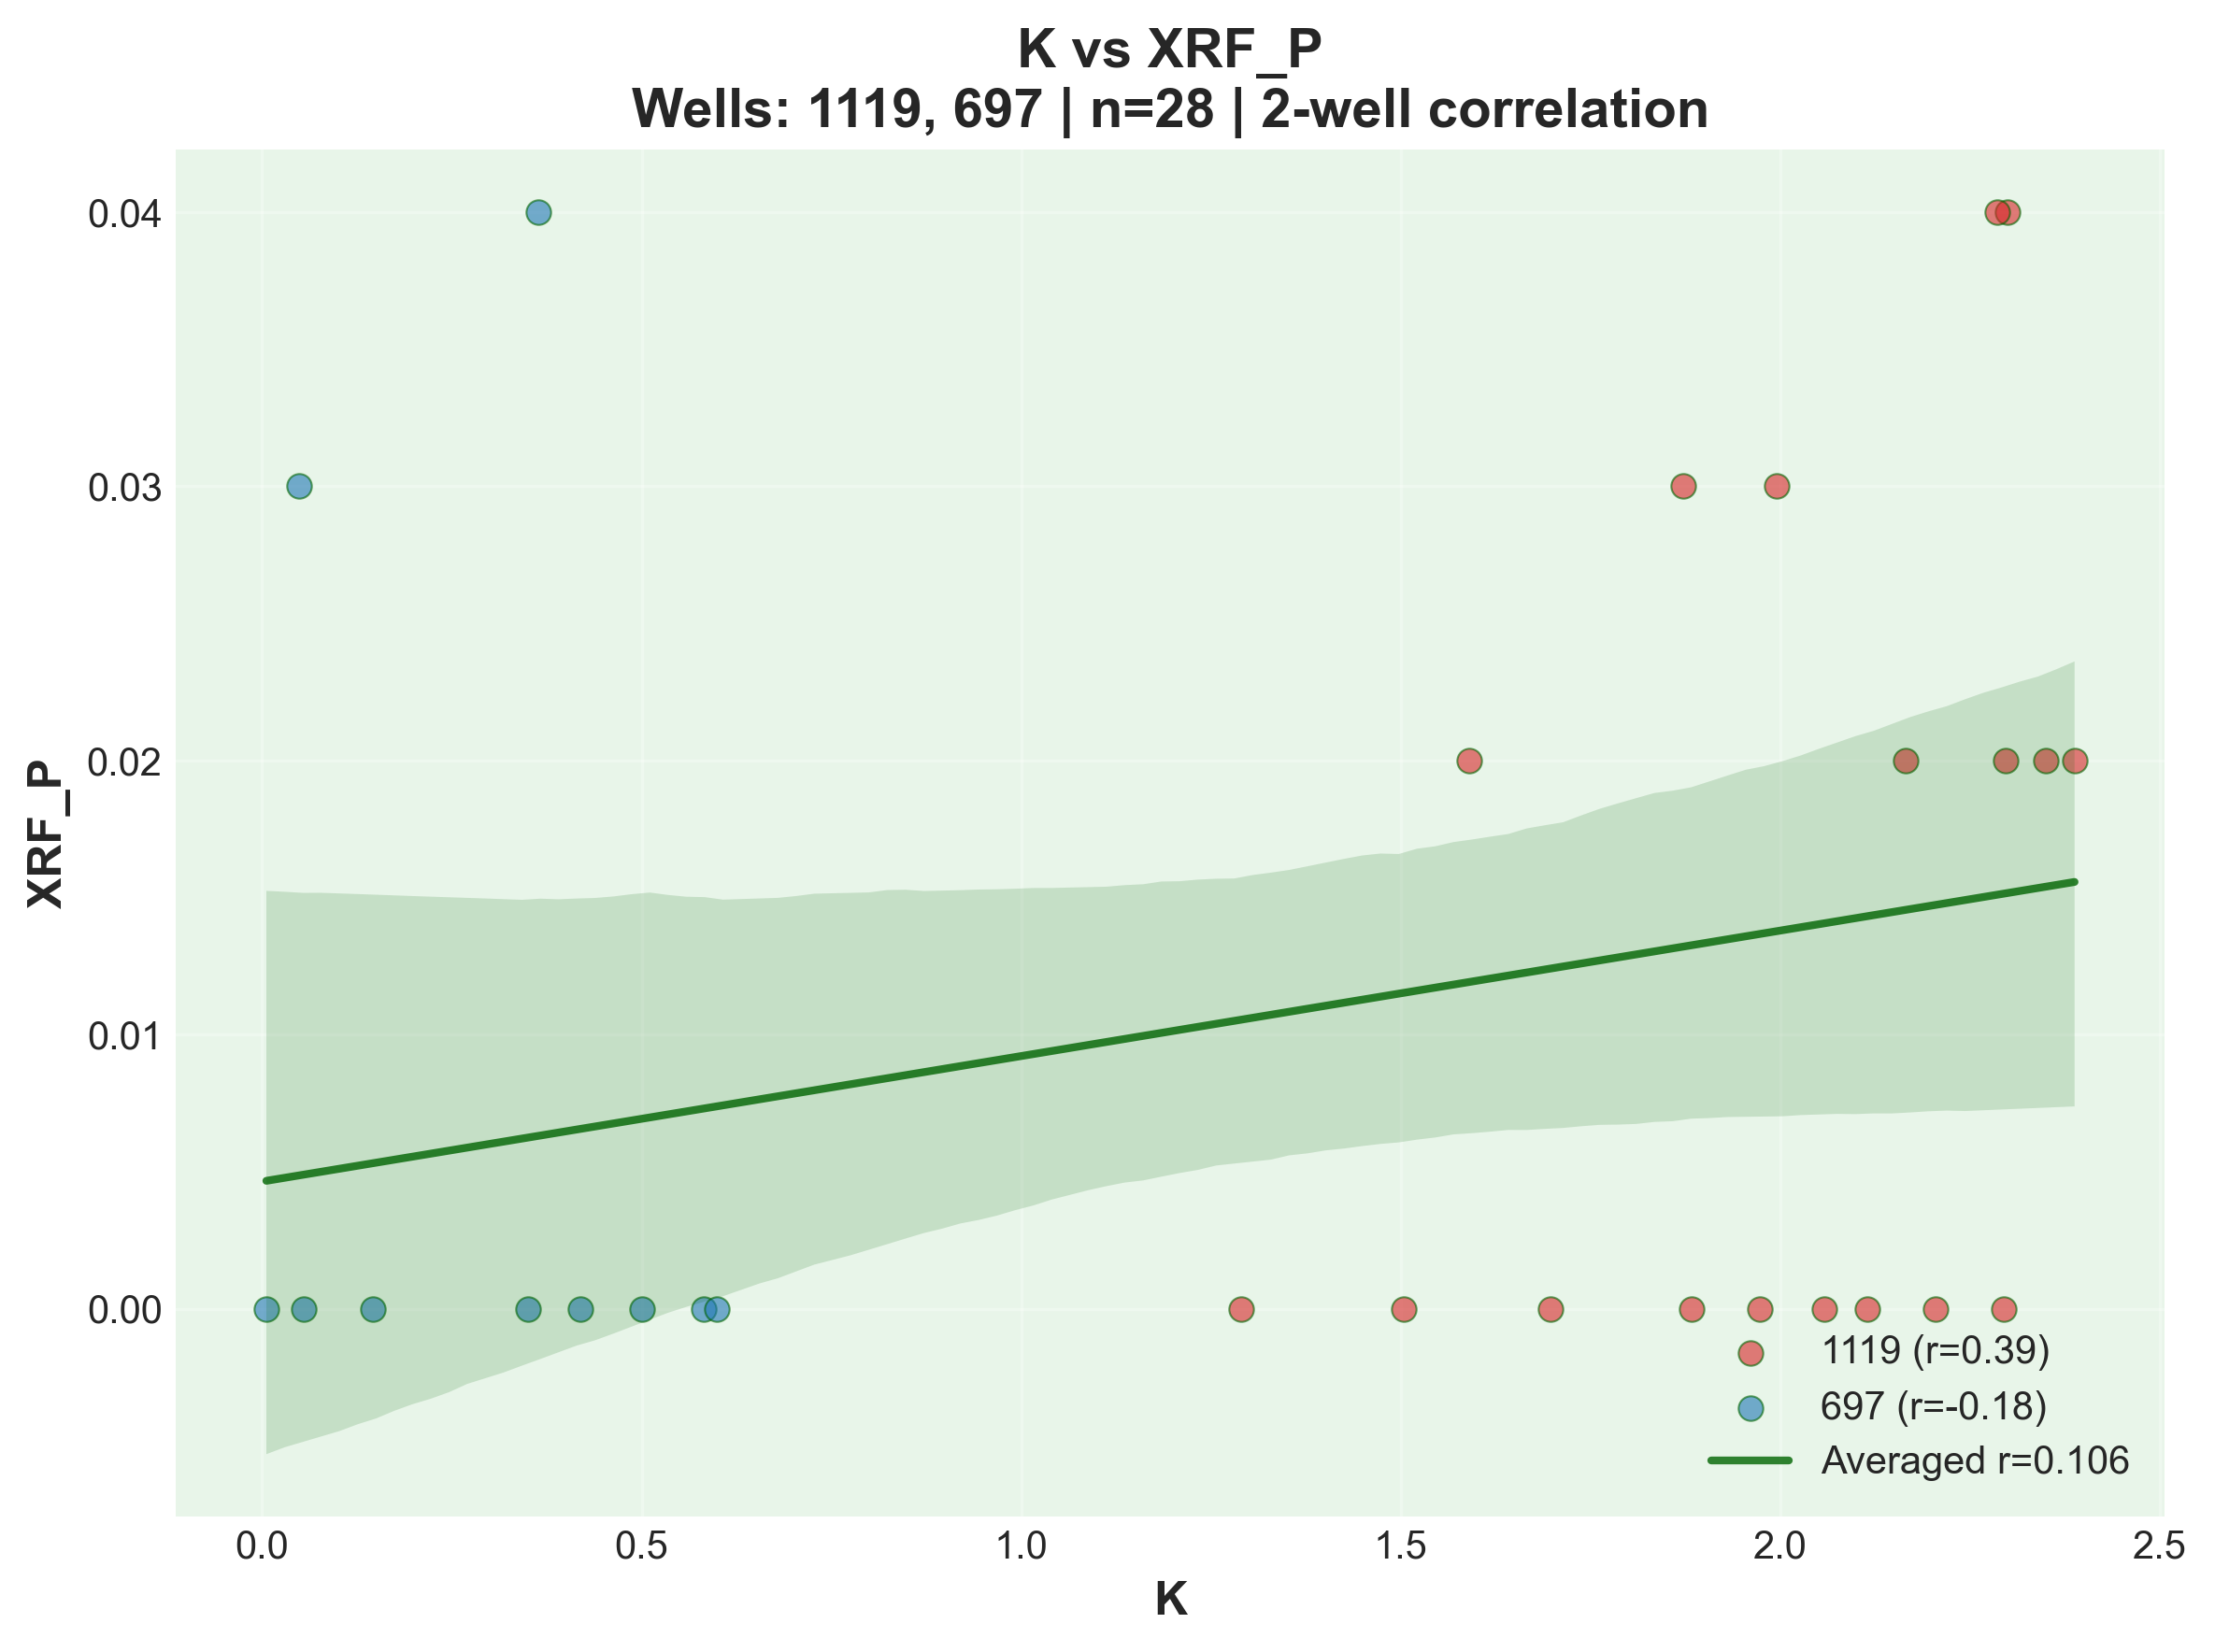 K vs XRF_P
Wells: 1119, 697 | n=28 | 2-well correlation
XRF_P
0.04
0.03
0.02
0.01
0.00
0.0
0.5
1.0
1.5
2.0
2.5
K
1119 (r=0.39)
697 (r=-0.18)
Averaged r=0.106